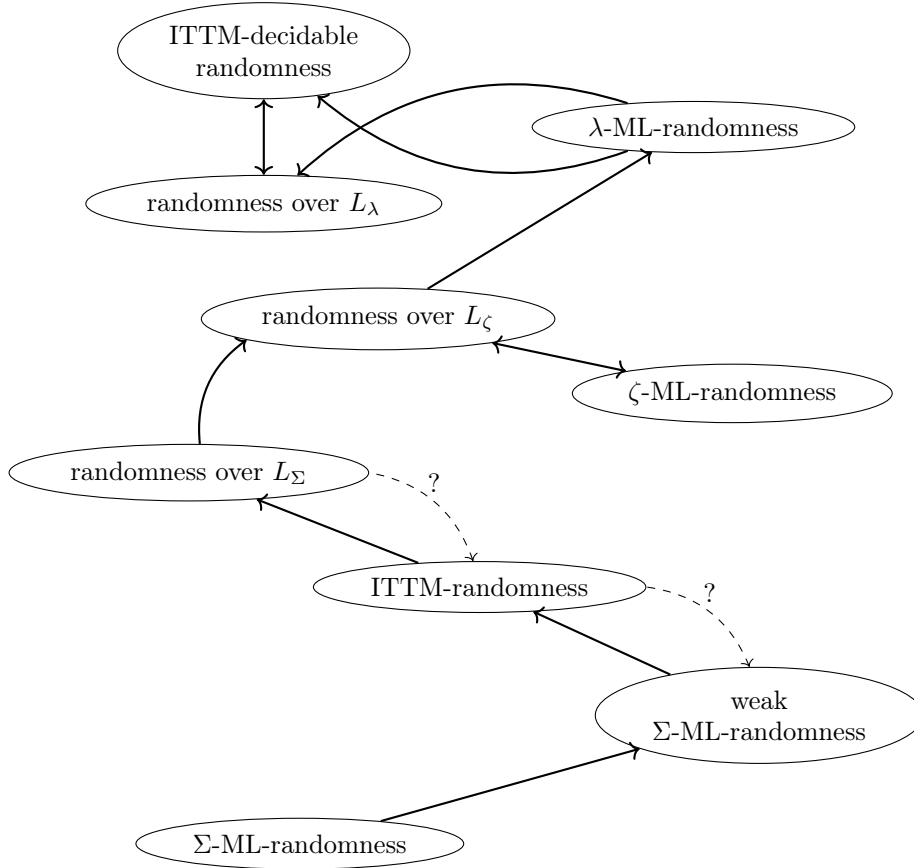 ITTM-decidable
randomness
λ-ML-randomness
randomness over L_λ
randomness over L_ζ
ζ-ML-randomness
randomness over L_Σ
?
ITTM-randomness
?
weak
Σ-ML-randomness
Σ-ML-randomness